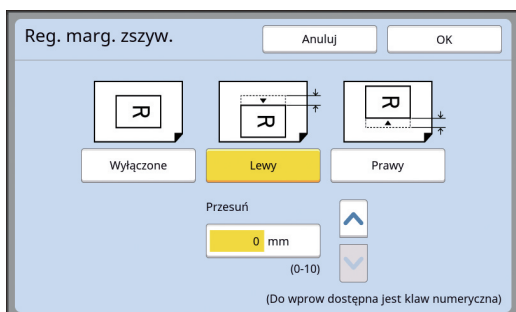 Reg. marg. zszyw.
Anuluj
OK
R
R
R
Wyłączone
Lewy
Prawy
Przesuń
0 mm
(0-10)
(Do wprow dostępna jest klaw numeryczna)